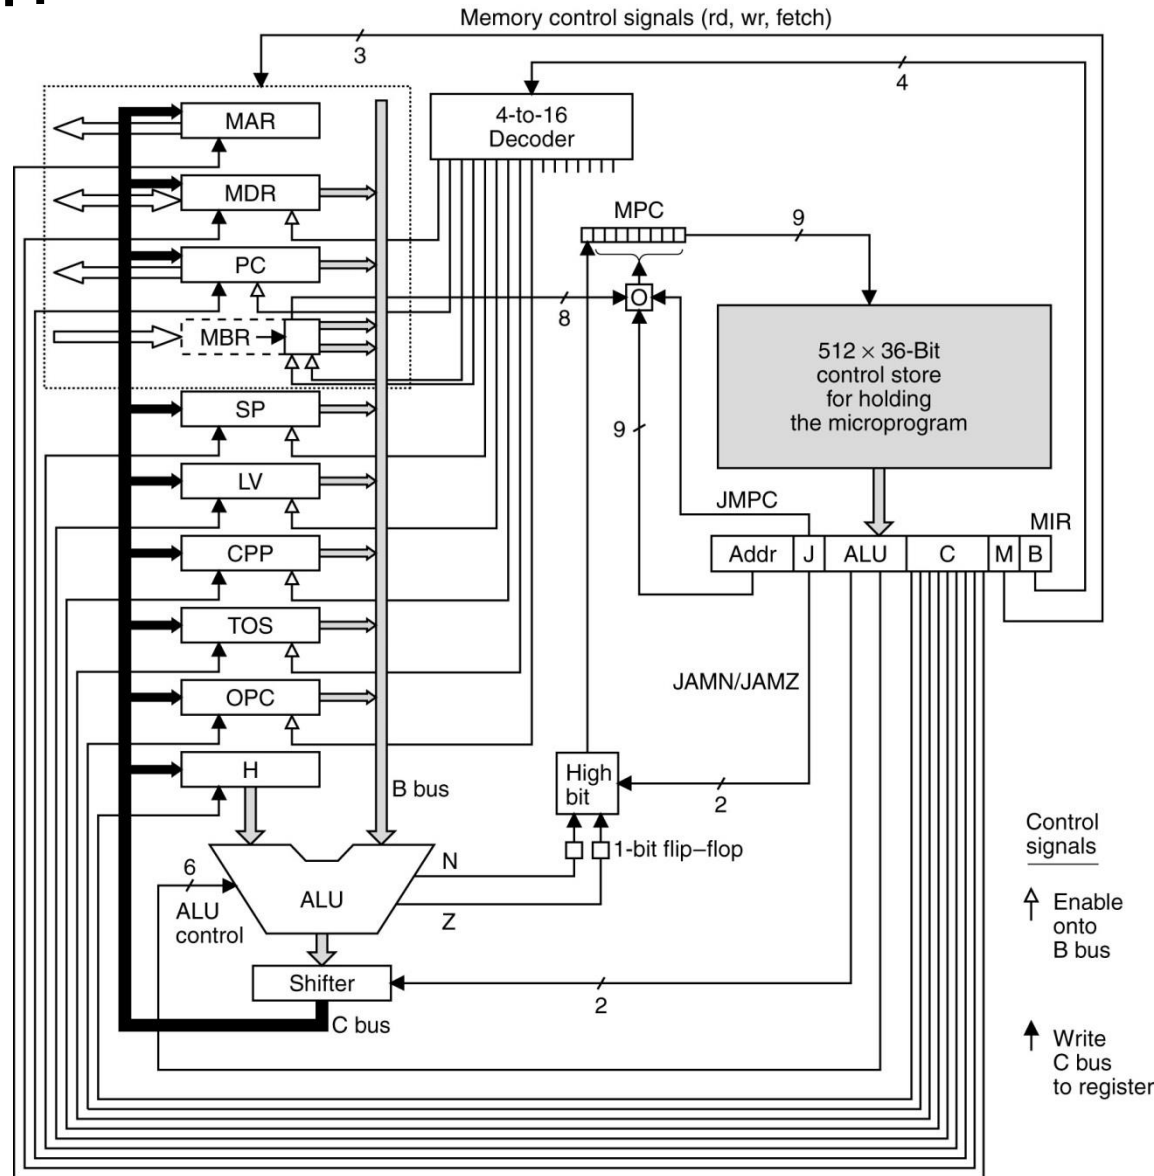 Memory control signals (rd, wr, fetch)
3
4
MAR
4-to-16
Decoder
MDR
MPC
9
PC
O
8
MBR
512 × 36-Bit
control store
for holding
the microprogram
SP
9
LV
JMPC
MIR
Addr J ALU C M B
CPP
TOS
JAMN/JAMZ
OPC
H
B bus
High
bit
2
1-bit flip–flop
N
Z
6
ALU
control
ALU
Shifter
2
C bus
Control
signals
Enable
onto
B bus
Write
C bus
to register